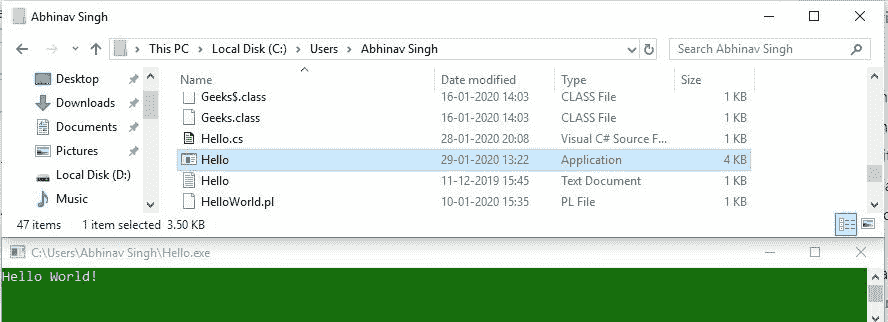 Abhinav Singh
This PC > Local Disk (C:) > Users > Abhinav Singh
Search Abhinav Singh
Desktop
Downloads
Documents
Pictures
Local Disk (D:)
Music
Name Date modified Type Size
Geeks$.class 16-01-2020 14:03 CLASS File 1 KB
Geeks.class 16-01-2020 14:03 CLASS File 1 KB
Hello.cs 28-01-2020 20:08 Visual C# Source F... 1 KB
Hello 29-01-2020 13:22 Application 4 KB
Hello 11-12-2019 15:45 Text Document 1 KB
HelloWorld.pl 10-01-2020 15:35 PL File 1 KB
47 items 1 item selected 3.50 KB
C:\Users\Abhinav Singh\Hello.exe
Hello World!